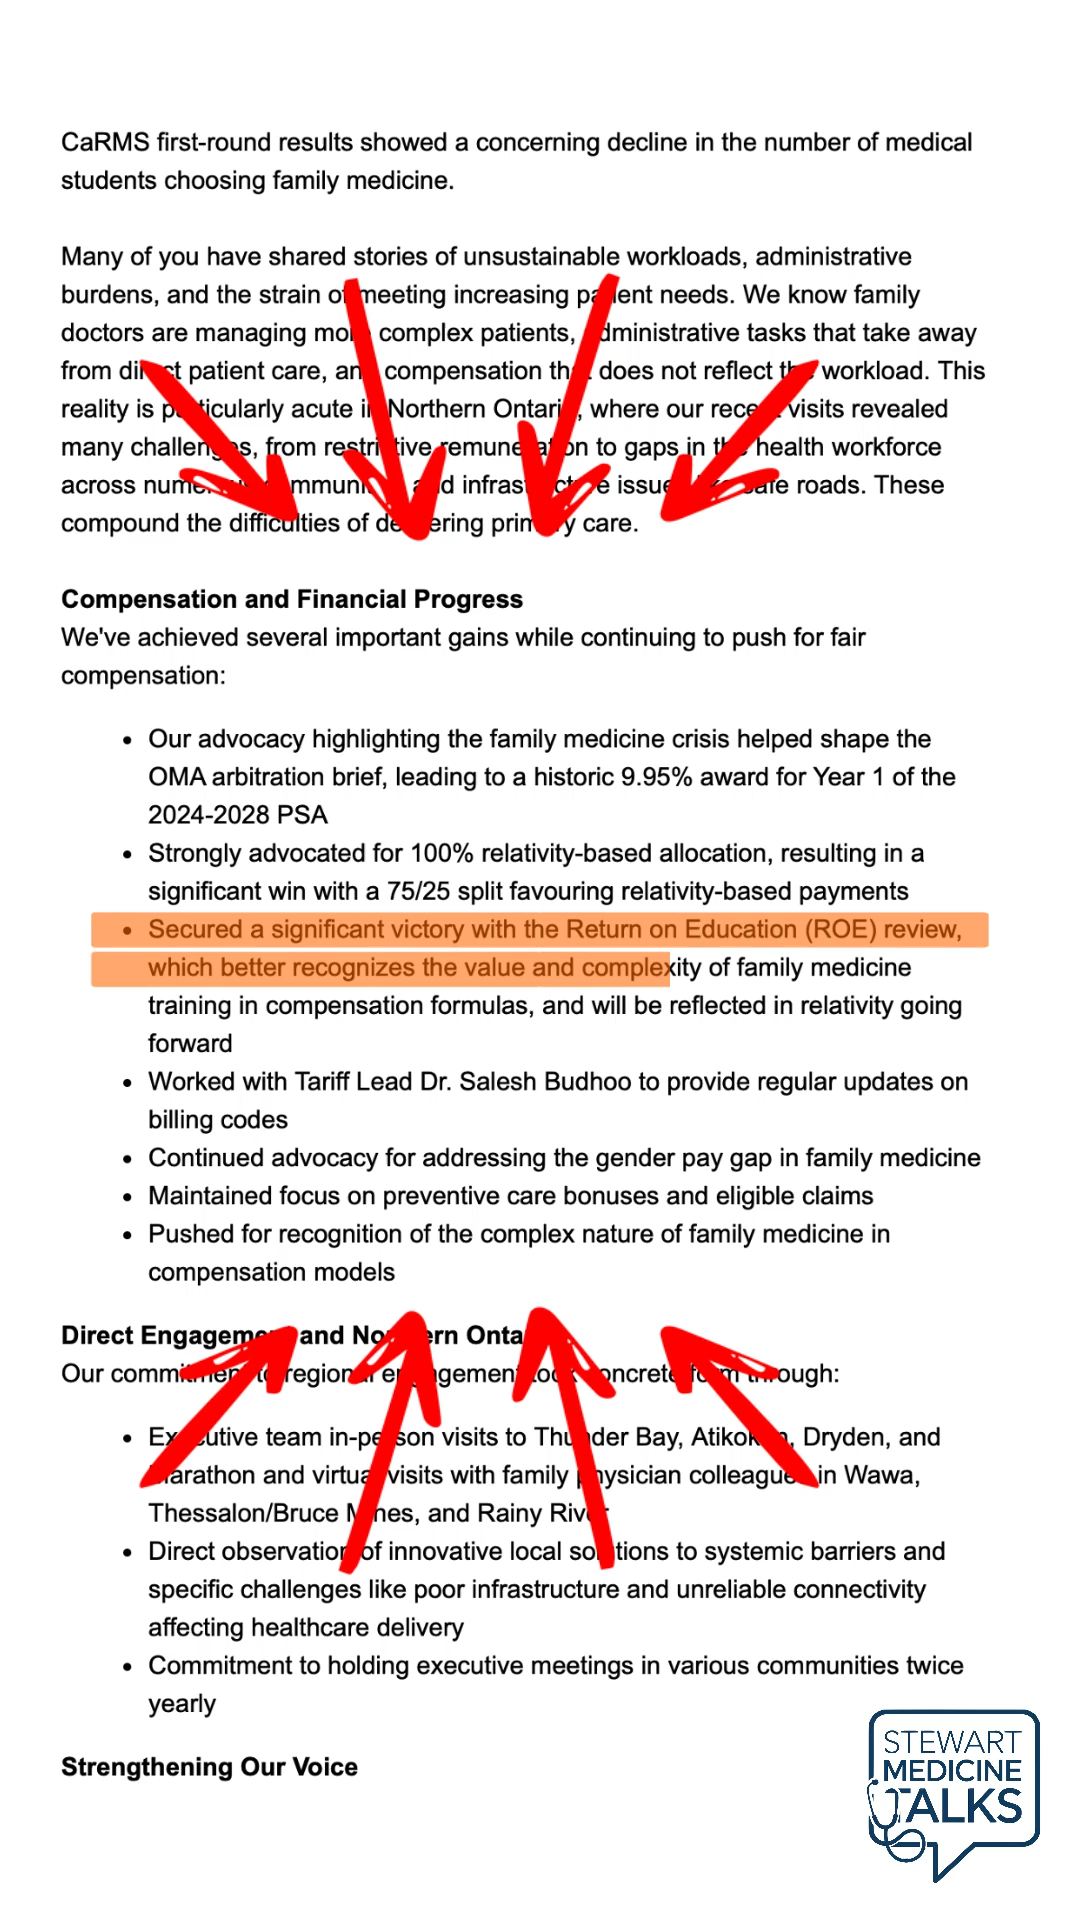 CaRMS first-round results showed a concerning decline in the number of medical
students choosing family medicine.
Many of you have shared stories of unsustainable workloads, administrative
burdens, and the strain of meeting increasing patient needs. We know family
doctors are managing more complex patients, administrative tasks that take away
from direct patient care, and compensation that does not reflect the workload. This
reality is particularly acute in Northern Ontario, where our recent visits revealed
many challenges, from restrictive remuneration to gaps in the health workforce
across numerous communities and infrastructure issues like safe roads. These
compound the difficulties of delivering primary care.
Compensation and Financial Progress
We've achieved several important gains while continuing to push for fair
compensation:
• Our advocacy highlighting the family medicine crisis helped shape the
OMA arbitration brief, leading to a historic 9.95% award for Year 1 of the
2024-2028 PSA
• Strongly advocated for 100% relativity-based allocation, resulting in a
significant win with a 75/25 split favouring relativity-based payments
• Secured a significant victory with the Return on Education (ROE) review,
which better recognizes the value and complexity of family medicine
training in compensation formulas, and will be reflected in relativity going
forward
• Worked with Tariff Lead Dr. Salesh Budhoo to provide regular updates on
billing codes
• Continued advocacy for addressing the gender pay gap in family medicine
• Maintained focus on preventive care bonuses and eligible claims
• Pushed for recognition of the complex nature of family medicine in
compensation models
Direct Engagement and Northern Ontario
Our commitment to regional engagement took concrete form through:
• Executive team in-person visits to Thunder Bay, Atikokan, Dryden, and
Marathon and virtual visits with family physician colleagues in Wawa,
Thessalon/Bruce Mines, and Rainy River
• Direct observation of innovative local solutions to systemic barriers and
specific challenges like poor infrastructure and unreliable connectivity
affecting healthcare delivery
• Commitment to holding executive meetings in various communities twice
yearly
Strengthening Our Voice
STEWART
MEDICINE
TALKS